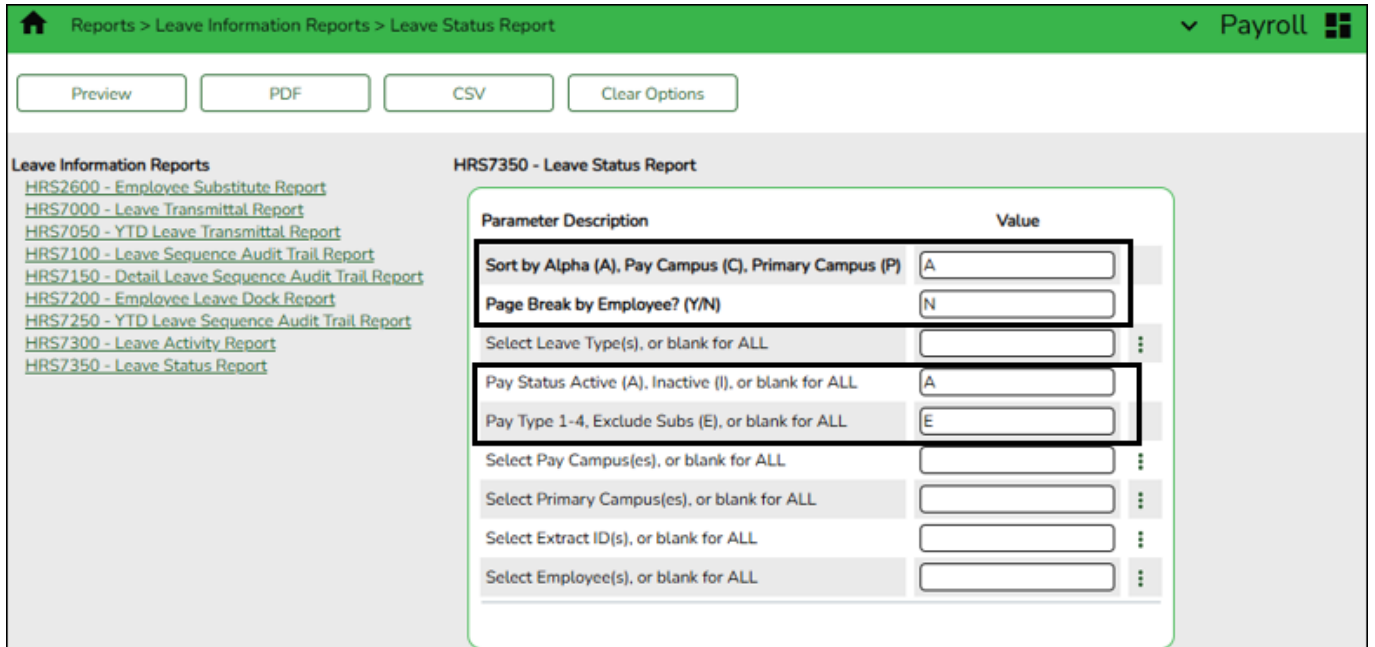 Reports > Leave Information Reports > Leave Status Report
Payroll
Preview
PDF
CSV
Clear Options
Leave Information Reports
HRS2600 - Employee Substitute Report
HRS7000 - Leave Transmittal Report
HRS7050 - YTD Leave Transmittal Report
HRS7100 - Leave Sequence Audit Trail Report
HRS7150 - Detail Leave Sequence Audit Trail Report
HRS7200 - Employee Leave Dock Report
HRS7250 - YTD Leave Sequence Audit Trail Report
HRS7300 - Leave Activity Report
HRS7350 - Leave Status Report
HRS7350 - Leave Status Report
Parameter Description Value
Sort by Alpha (A), Pay Campus (C), Primary Campus (P) A
Page Break by Employee? (Y/N) N
Select Leave Type(s), or blank for ALL
Pay Status Active (A), Inactive (I), or blank for ALL A
Pay Type 1-4, Exclude Subs (E), or blank for ALL E
Select Pay Campus(es), or blank for ALL
Select Primary Campus(es), or blank for ALL
Select Extract ID(s), or blank for ALL
Select Employee(s), or blank for ALL